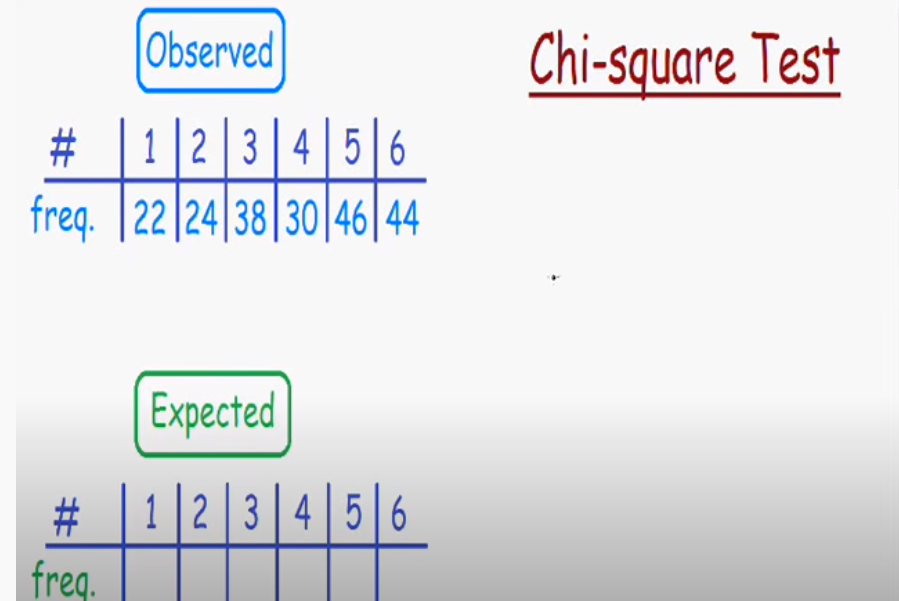 Observed
Chi-square Test
# 1 2 3 4 5 6
freq. 22 24 38 30 46 44
Expected
# 1 2 3 4 5 6
freq.